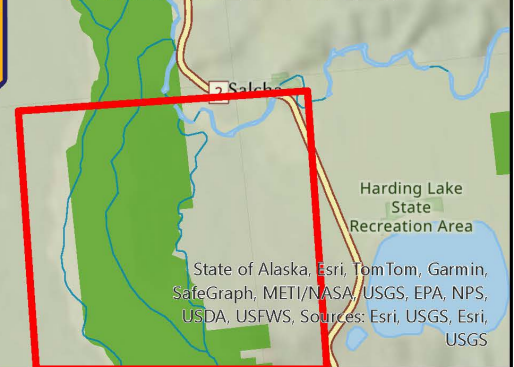 2 Salcha
Harding Lake
State
Recreation Area
State of Alaska, Esri, TomTom, Garmin,
SafeGraph, METI/NASA, USGS, EPA, NPS,
USDA, USFWS, Sources: Esri, USGS, Esri,
USGS